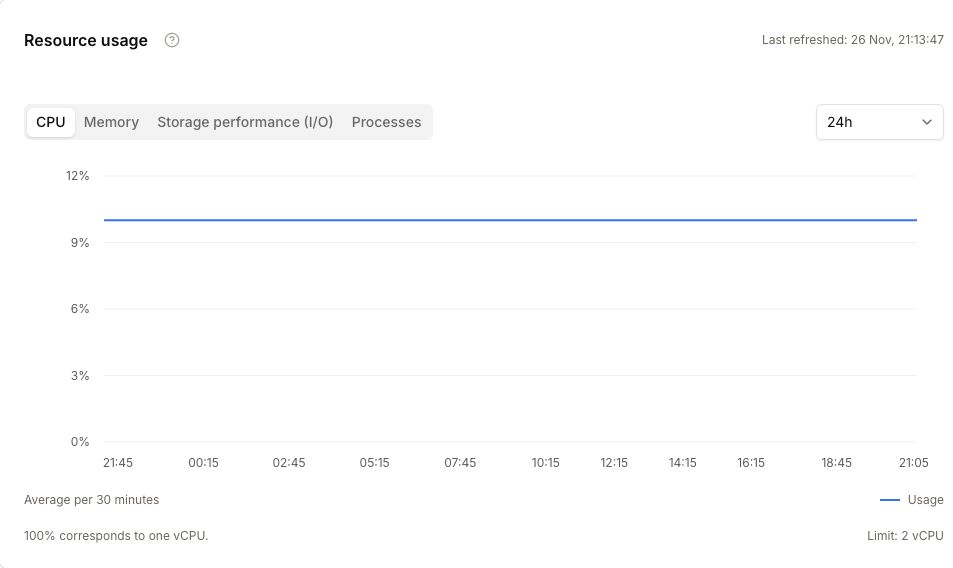 Resource usage
Last refreshed: 26 Nov, 21:13:47
CPU Memory Storage performance (I/O) Processes
24h
12%
9%
6%
3%
0%
21:45 00:15 02:45 05:15 07:45 10:15 12:15 14:15 16:15 18:45 21:05
Average per 30 minutes
Usage
100% corresponds to one vCPU.
Limit: 2 vCPU